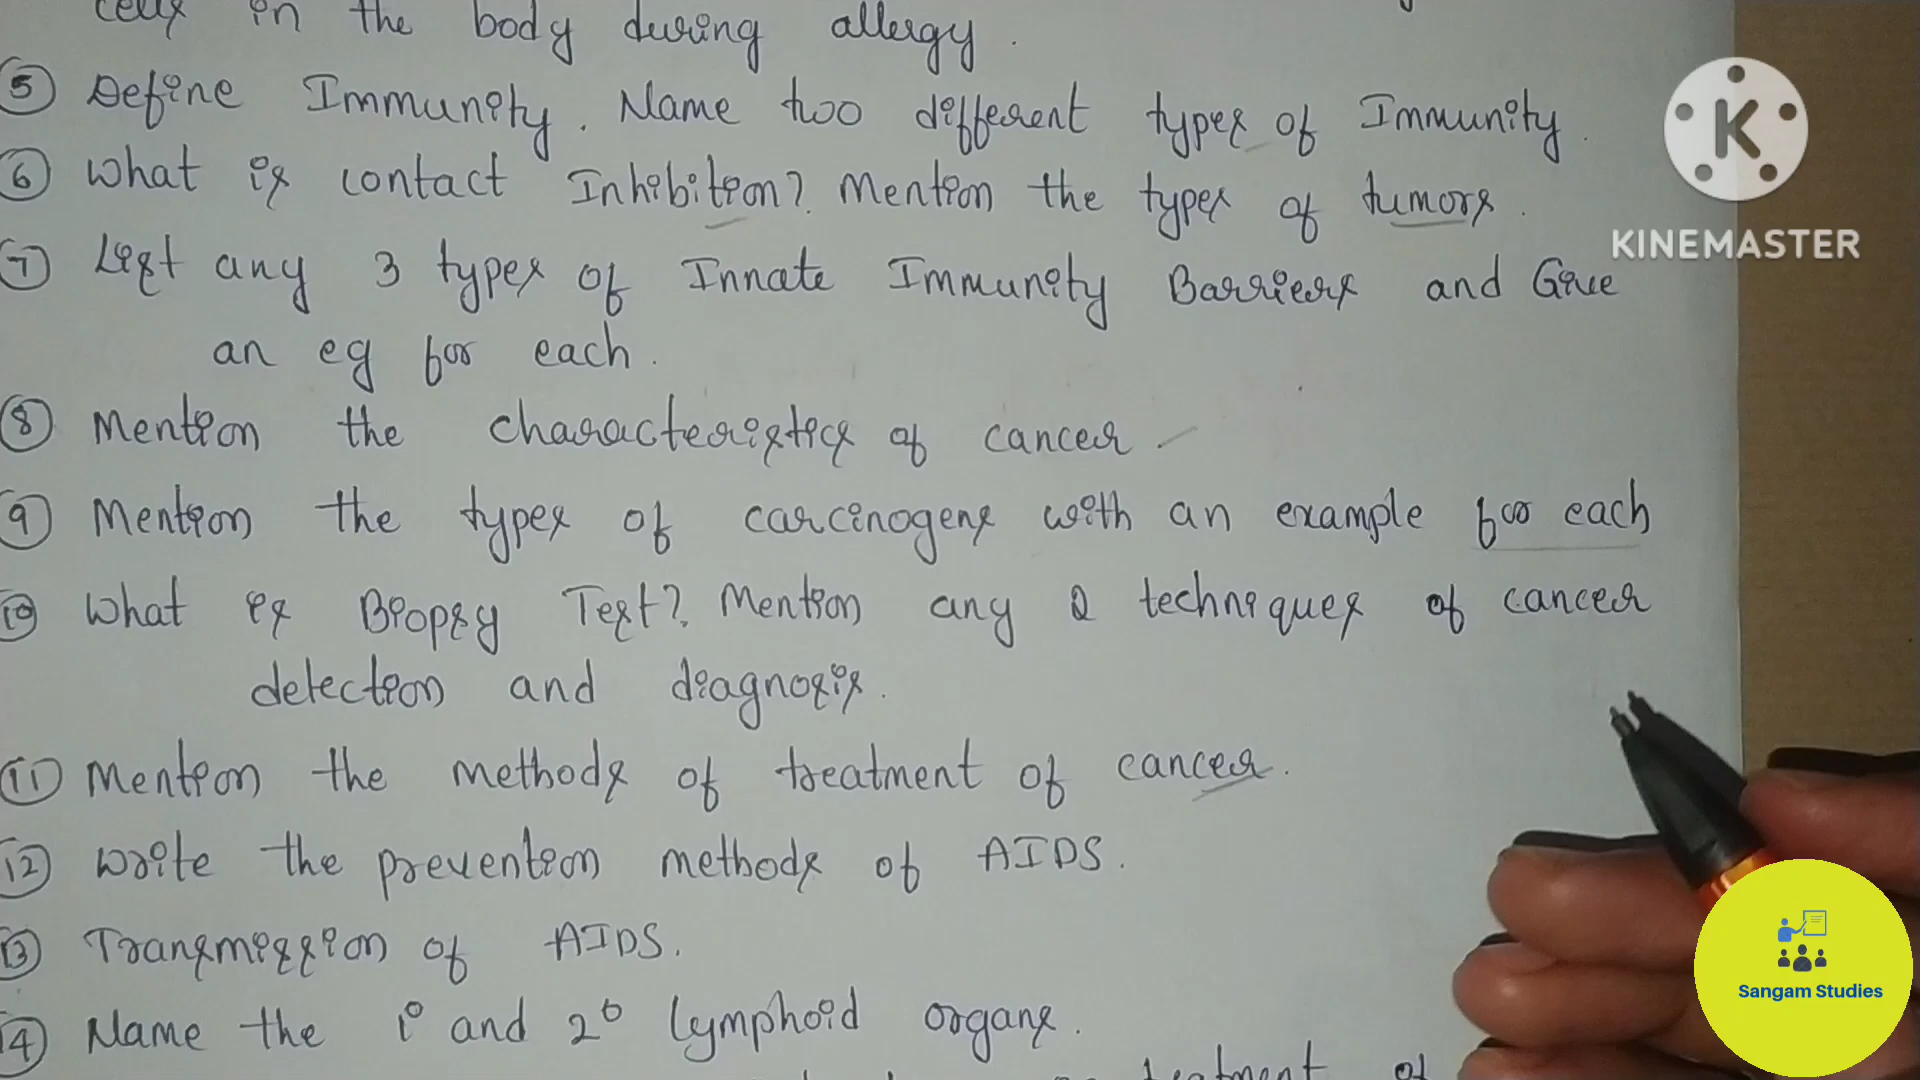 cells in the body during allergy.
5 Define Immunity. Name two different types of Immunity.
6 What is contact Inhibition? Mention the types of tumors.
7 List any 3 types of Innate Immunity Barriers and Give
an eg for each.
8 Mention the characteristics of cancer
9 Mention the types of carcinogens with an example for each
10 What is Biopsy Test? Mention any 2 techniques of cancer
detection and diagnosis.
11 Mention the methods of treatment of cancer.
12 Write the prevention methods of AIDS.
13 Transmission of AIDS.
14 Name the 1° and 2° lymphoid organs.
treatment of
KINEMASTER
Sangam Studies